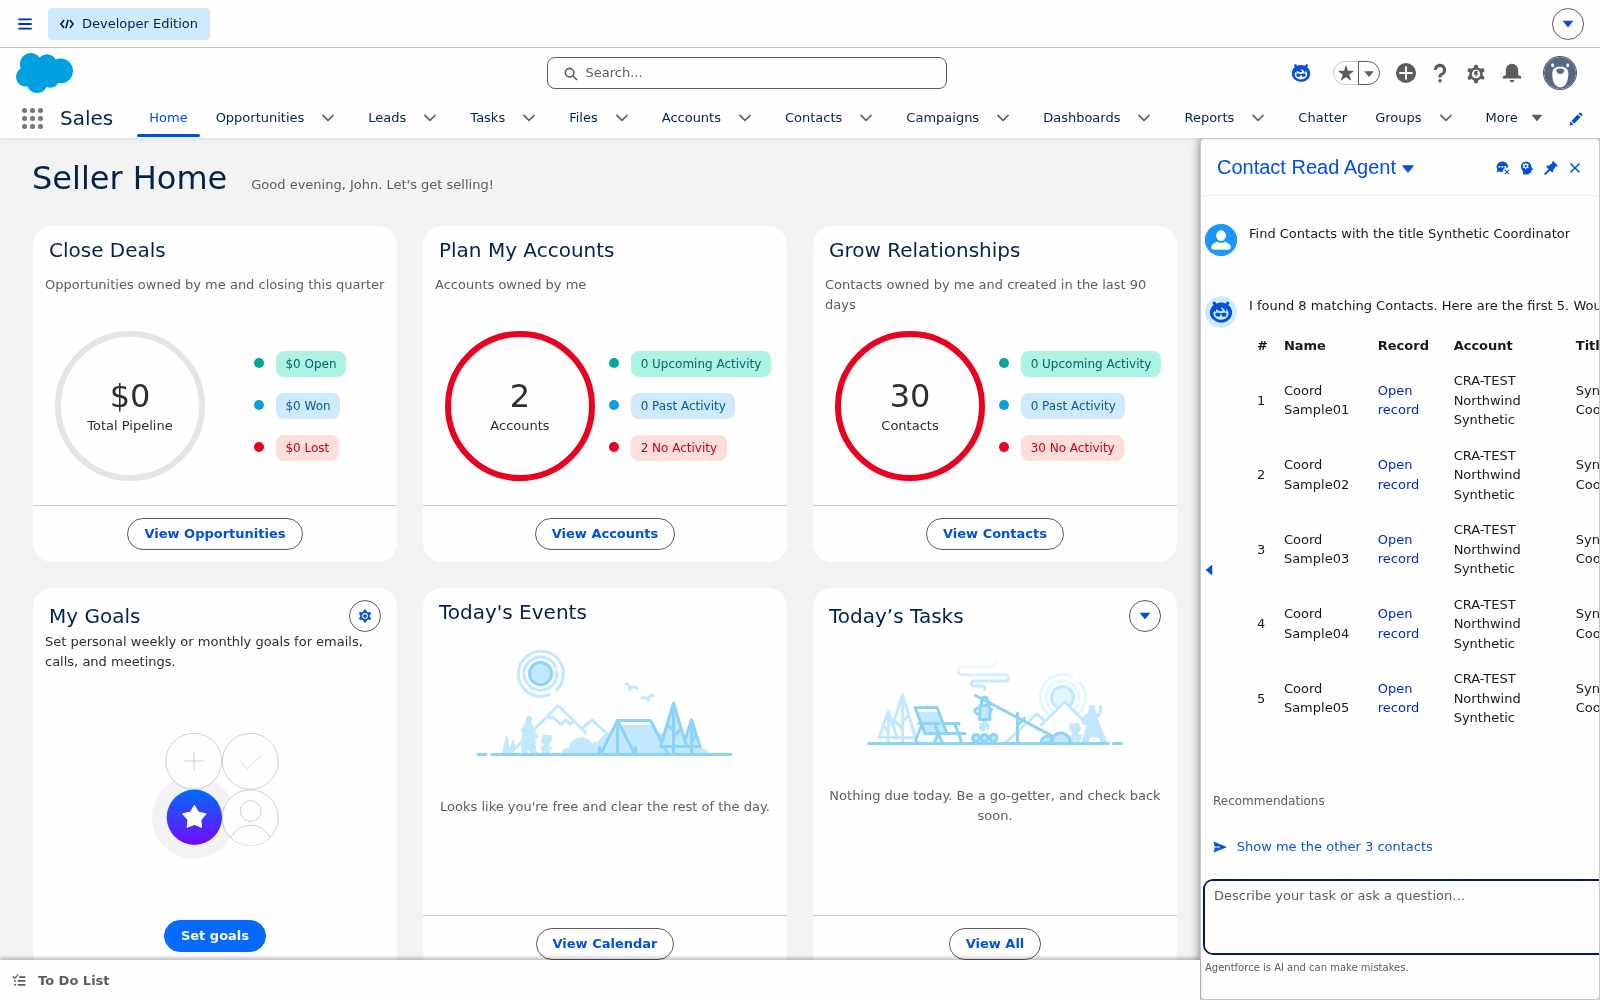 Developer Edition
Search...
Sales
Home
Opportunities
Leads
Tasks
Files
Accounts
Contacts
Campaigns
Dashboards
Reports
Chatter
Groups
More
Seller Home
Good evening, John. Let's get selling!
Close Deals
Opportunities owned by me and closing this quarter
$0
Total Pipeline
$0 Open
$0 Won
$0 Lost
View Opportunities
Plan My Accounts
Accounts owned by me
2
Accounts
0 Upcoming Activity
0 Past Activity
2 No Activity
View Accounts
Grow Relationships
Contacts owned by me and created in the last 90
days
30
Contacts
0 Upcoming Activity
0 Past Activity
30 No Activity
View Contacts
My Goals
Set personal weekly or monthly goals for emails,
calls, and meetings.
Set goals
Today's Events
Looks like you're free and clear the rest of the day.
View Calendar
Today’s Tasks
Nothing due today. Be a go-getter, and check back
soon.
View All
To Do List
Contact Read Agent
Find Contacts with the title Synthetic Coordinator
I found 8 matching Contacts. Here are the first 5. Wou
# Name Record Account Titl
1 Coord Sample01 Open record CRA-TEST Northwind Synthetic Syn Coo
2 Coord Sample02 Open record CRA-TEST Northwind Synthetic Syn Coo
3 Coord Sample03 Open record CRA-TEST Northwind Synthetic Syn Coo
4 Coord Sample04 Open record CRA-TEST Northwind Synthetic Syn Coo
5 Coord Sample05 Open record CRA-TEST Northwind Synthetic Syn Coo
Recommendations
Show me the other 3 contacts
Describe your task or ask a question...
Agentforce is AI and can make mistakes.